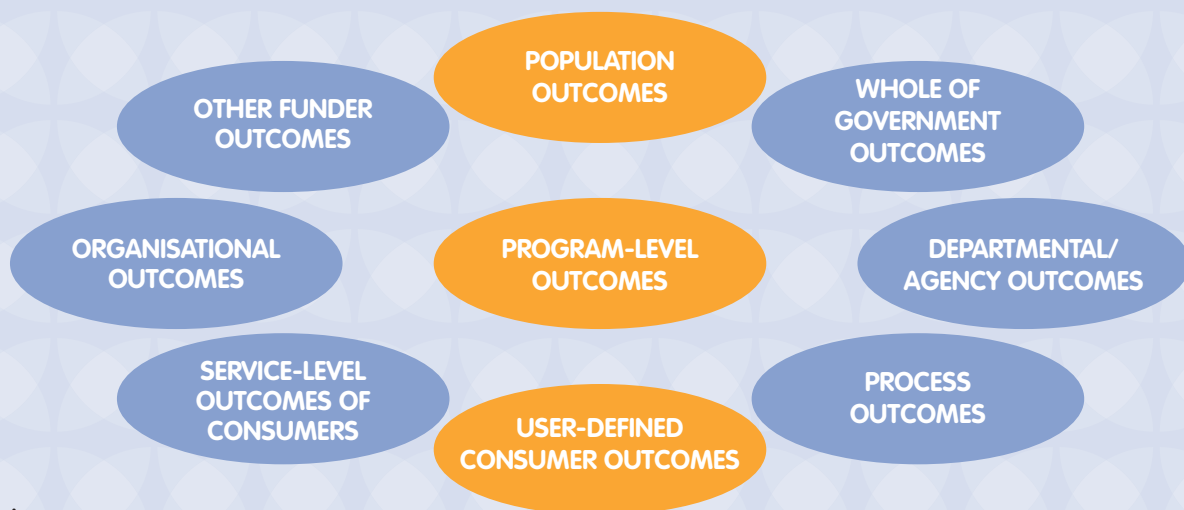 POPULATION
OUTCOMES
OTHER FUNDER
OUTCOMES
WHOLE OF
GOVERNMENT
OUTCOMES
ORGANISATIONAL
OUTCOMES
PROGRAM-LEVEL
OUTCOMES
DEPARTMENTAL/
AGENCY OUTCOMES
SERVICE-LEVEL
OUTCOMES OF
CONSUMERS
PROCESS
OUTCOMES
USER-DEFINED
CONSUMER OUTCOMES